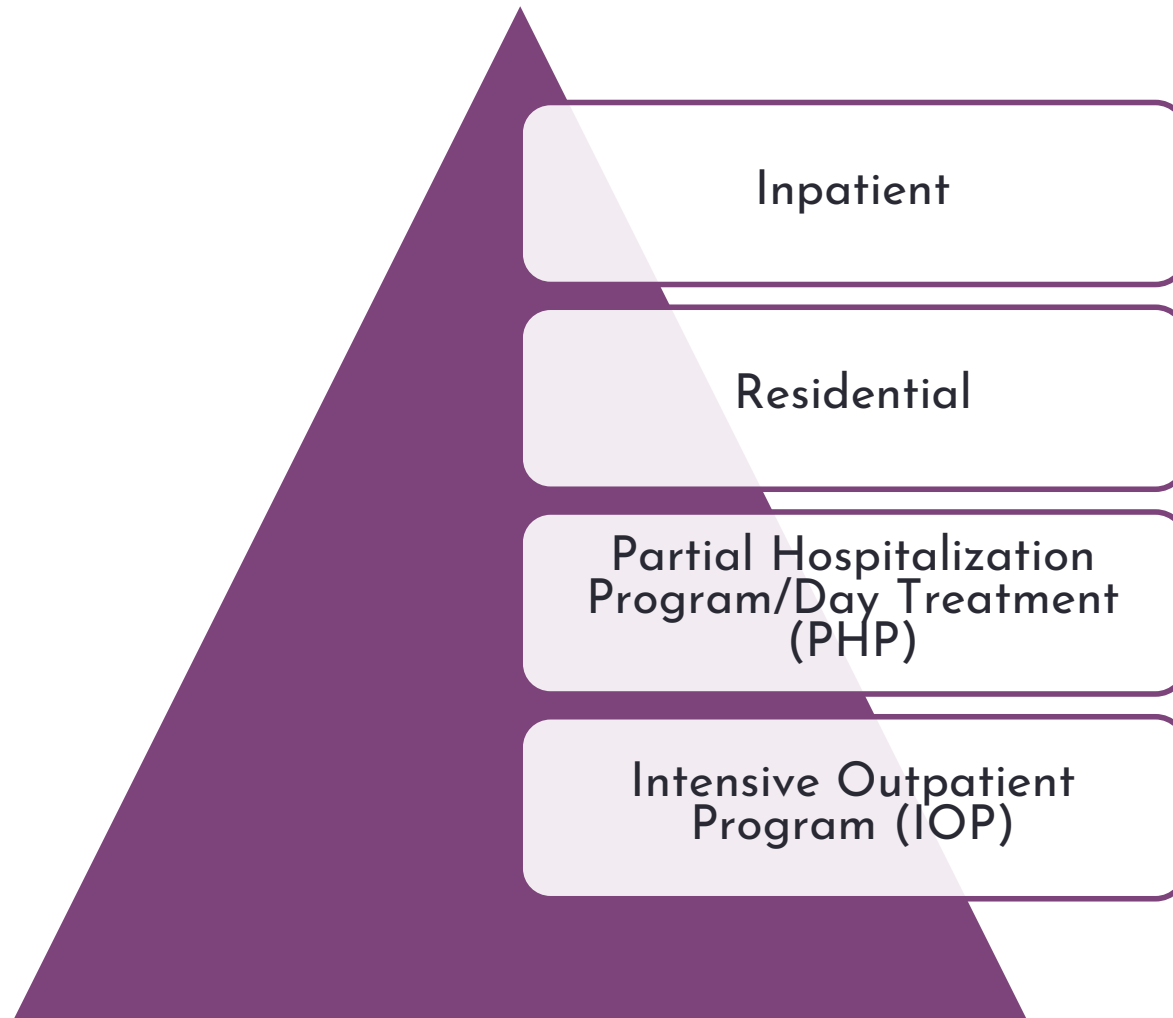 Inpatient
Residential
Partial Hospitalization
Program/Day Treatment
(PHP)
Intensive Outpatient
Program (IOP)